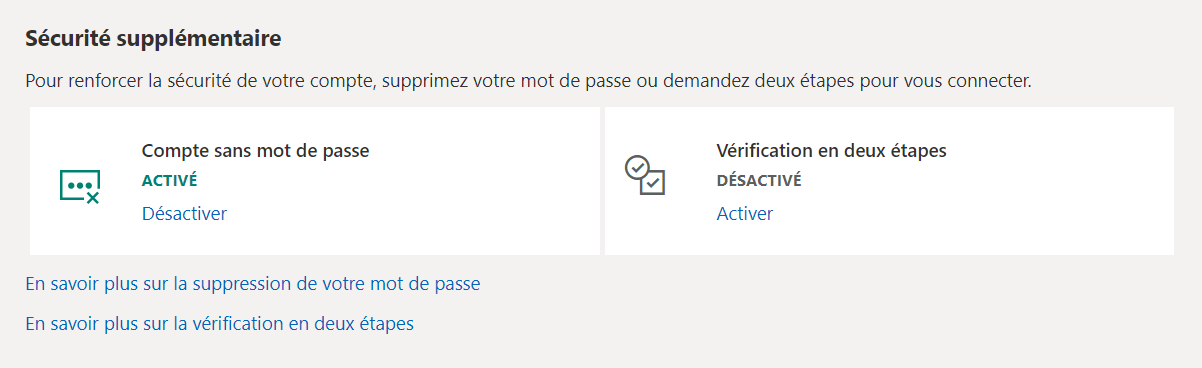 Sécurité supplémentaire
Pour renforcer la sécurité de votre compte, supprimez votre mot de passe ou demandez deux étapes pour vous connecter.
Compte sans mot de passe
ACTIVÉ
Désactiver
Vérification en deux étapes
DÉSACTIVÉ
Activer
En savoir plus sur la suppression de votre mot de passe
En savoir plus sur la vérification en deux étapes